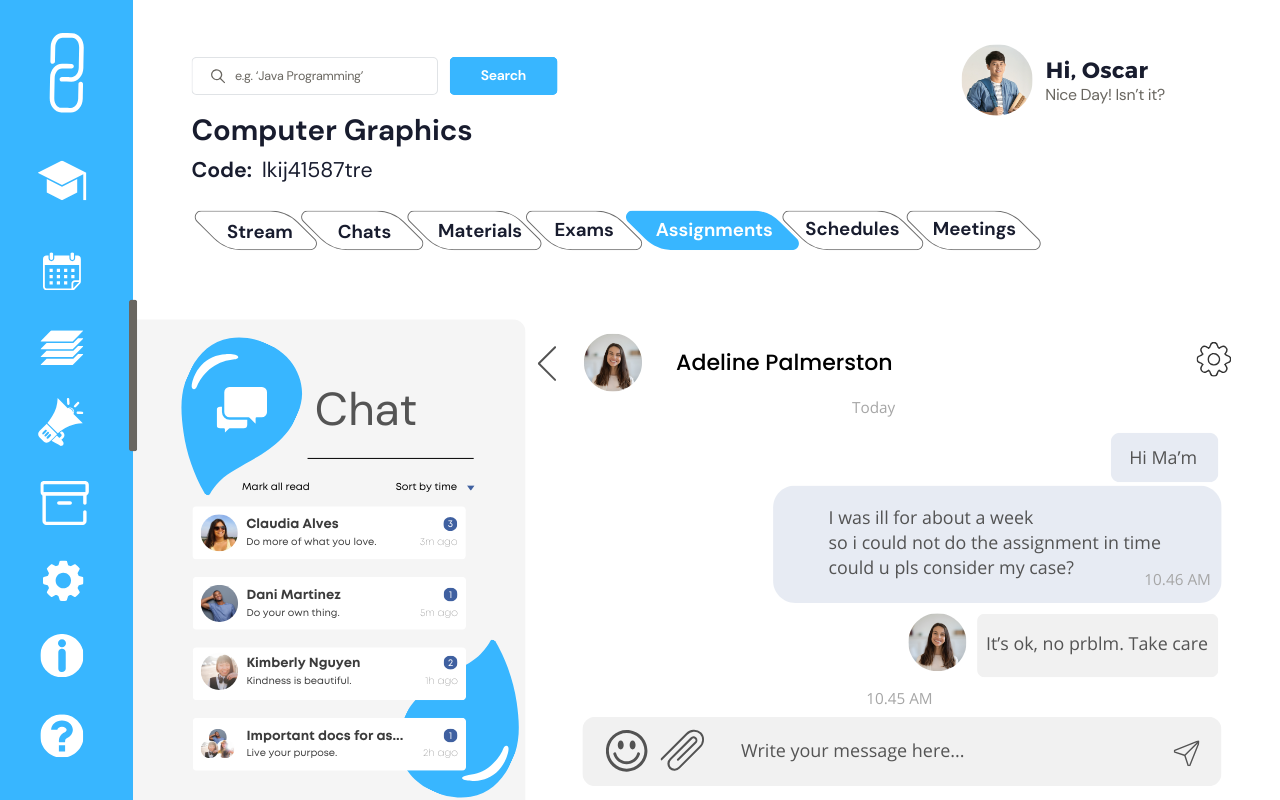 e.g. ‘Java Programming’
Search
Hi, Oscar
Nice Day! Isn’t it?
Computer Graphics
Code: lkij41587tre
Stream
Chats
Materials
Exams
Assignments
Schedules
Meetings
Chat
Mark all read
Sort by time
Claudia Alves
3
Do more of what you love.
3m ago
Dani Martinez
1
Do your own thing.
5m ago
Kimberly Nguyen
2
Kindness is beautiful.
1h ago
Important docs for as...
1
Live your purpose.
2h ago
Adeline Palmerston
Today
Hi Ma’m
I was ill for about a week
so i could not do the assignment in time
could u pls consider my case?
10.46 AM
It’s ok, no prblm. Take care
10.45 AM
Write your message here...